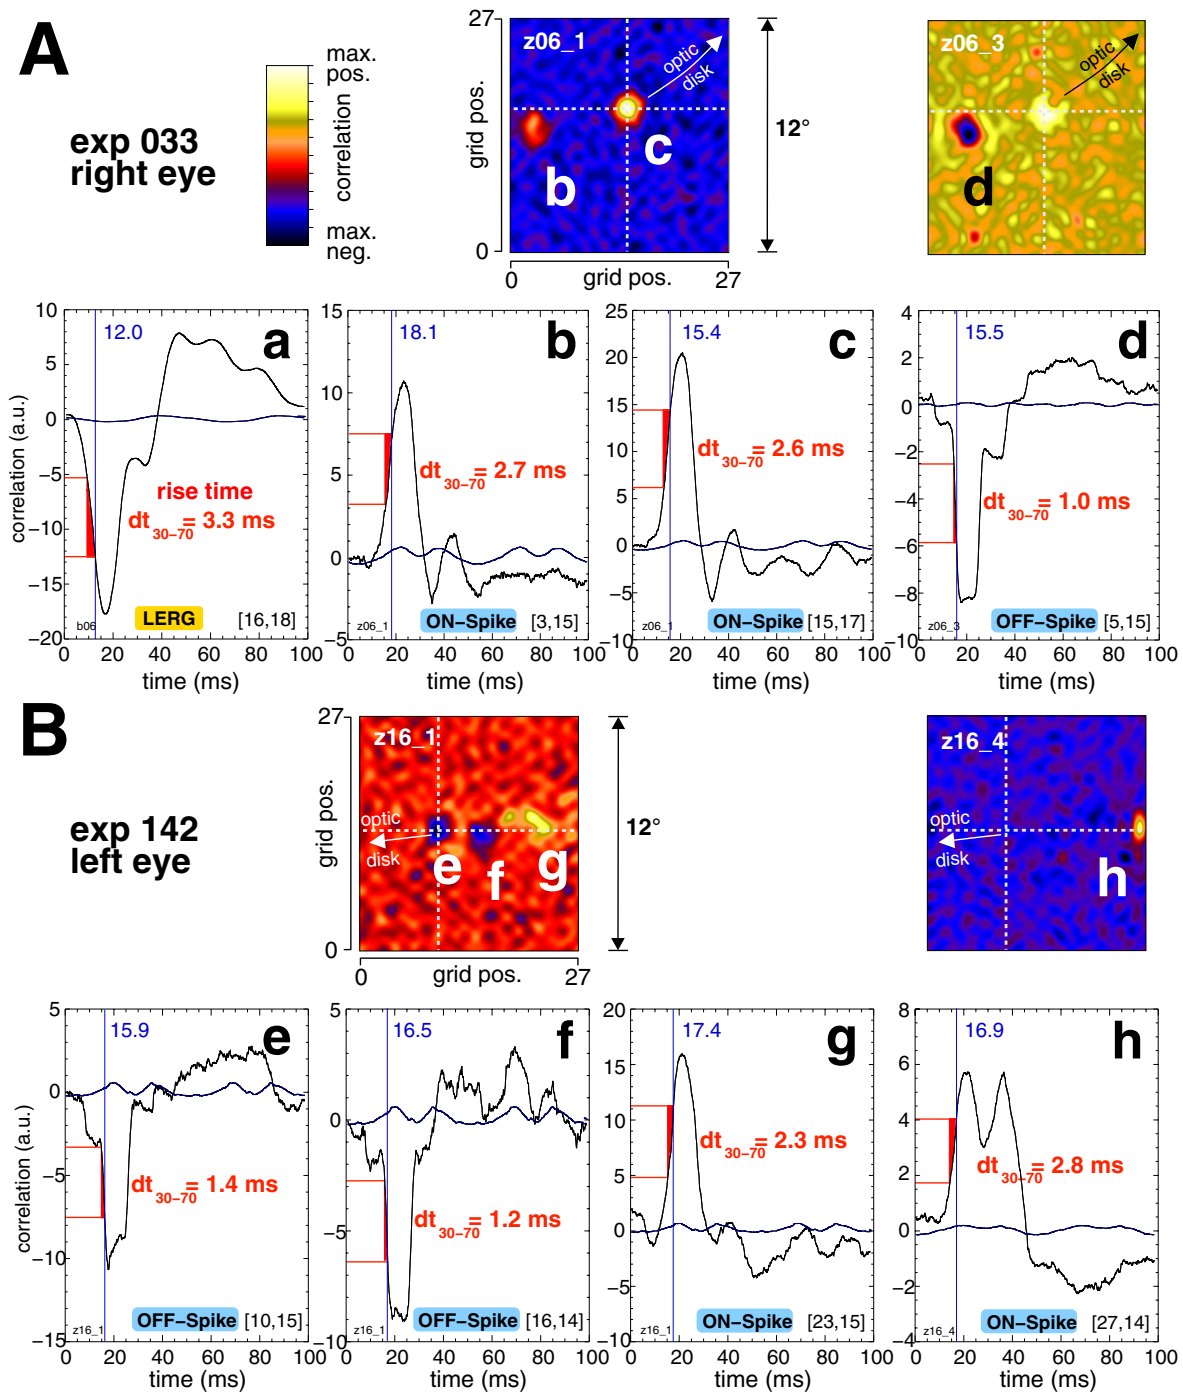 A
exp 033
right eye
max.
pos.
correlation
max.
neg.
27
grid pos.
0
z06_1
optic
disk
b
c
0
grid pos.
27
12°
z06_3
optic
disk
d
correlation (a.u.)
10
5
0
−5
−10
−15
−20
12.0
a
rise time
dt30−70= 3.3 ms
b06
LERG
[16,18]
0 20 40 60 80 100
time (ms)
15
10
5
0
−5
18.1
b
dt30−70= 2.7 ms
z06_1
ON−Spike
[3,15]
0 20 40 60 80 100
time (ms)
25
20
15
10
5
0
−5
−10
15.4
c
dt30−70= 2.6 ms
z06_1
ON−Spike
[15,17]
0 20 40 60 80 100
time (ms)
4
2
0
−2
−4
−6
−8
−10
15.5
d
dt30−70= 1.0 ms
z06_3
OFF−Spike
[5,15]
0 20 40 60 80 100
time (ms)
B
exp 142
left eye
27
grid pos.
0
z16_1
optic
disk
e
f
g
0
grid pos.
27
12°
z16_4
optic
disk
h
correlation (a.u.)
5
0
−5
−10
−15
15.9
e
dt30−70= 1.4 ms
z16_1
OFF−Spike
[10,15]
0 20 40 60 80 100
time (ms)
5
0
−5
−10
16.5
f
dt30−70= 1.2 ms
z16_1
OFF−Spike
[16,14]
0 20 40 60 80 100
time (ms)
20
15
10
5
0
−5
−10
17.4
g
dt30−70= 2.3 ms
z16_1
ON−Spike
[23,15]
0 20 40 60 80 100
time (ms)
8
6
4
2
0
−2
−4
16.9
h
dt30−70= 2.8 ms
z16_4
ON−Spike
[27,14]
0 20 40 60 80 100
time (ms)